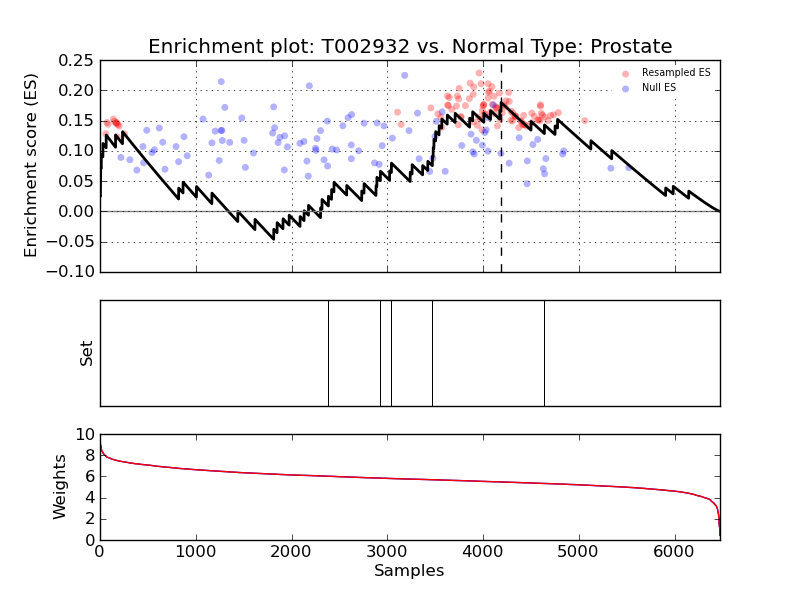 Enrichment plot: T002932 vs. Normal Type: Prostate
Enrichment score (ES)
0.25
0.20
0.15
0.10
0.05
0.00
−0.05
−0.10
Resampled ES
Null ES
Set
Weights
10
8
6
4
2
0
0 1000 2000 3000 4000 5000 6000
Samples